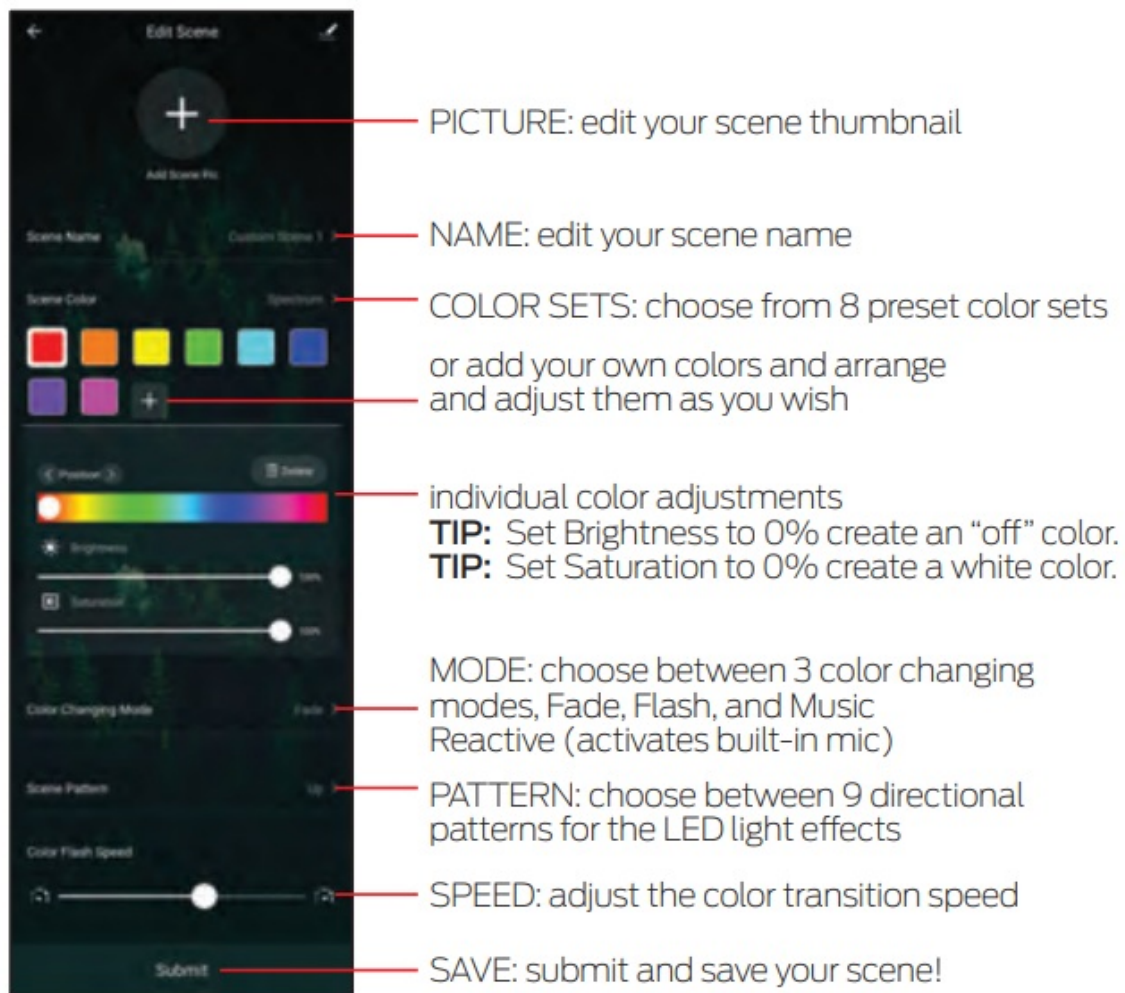 Edit Scene
PICTURE: edit your scene thumbnail
Add Scene Pic
Scene Name
Custom Scene 1
NAME: edit your scene name
Scene Color
Spectrum
COLOR SETS: choose from 8 preset color sets
or add your own colors and arrange
and adjust them as you wish
Position
Delete
individual color adjustments
TIP: Set Brightness to 0% create an “off” color.
TIP: Set Saturation to 0% create a white color.
Brightness
100%
Saturation
100%
MODE: choose between 3 color changing
modes, Fade, Flash, and Music
Reactive (activates built-in mic)
Color Changing Mode
Fade
Scene Pattern
Up
PATTERN: choose between 9 directional
patterns for the LED light effects
Color Flash Speed
SPEED: adjust the color transition speed
Submit
SAVE: submit and save your scene!